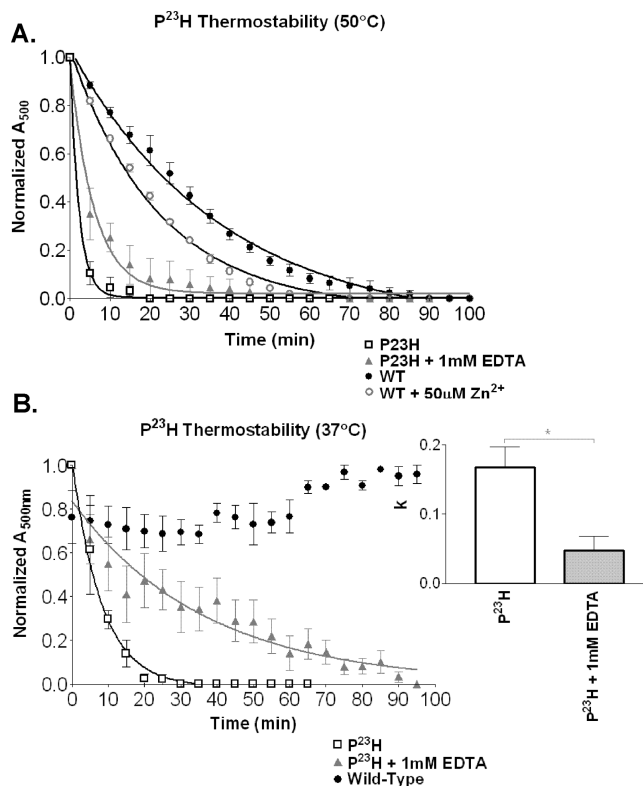 A.
P²³H Thermostability (50°C)
Normalized A₅₀₀
1.0
0.8
0.6
0.4
0.2
0.0
0 10 20 30 40 50 60 70 80 90 100
Time (min)
P23H
P23H + 1mM EDTA
WT
WT + 50uM Zn²⁺
B.
P²³H Thermostability (37°C)
Normalized A₅₀₀nm
1.0
0.8
0.6
0.4
0.2
0.0
0 10 20 30 40 50 60 70 80 90 100
Time (min)
P²³H
P²³H + 1mM EDTA
Wild-Type
k
0.2
0.1
0.0
*
P²³H
P²³H + 1mM EDTA